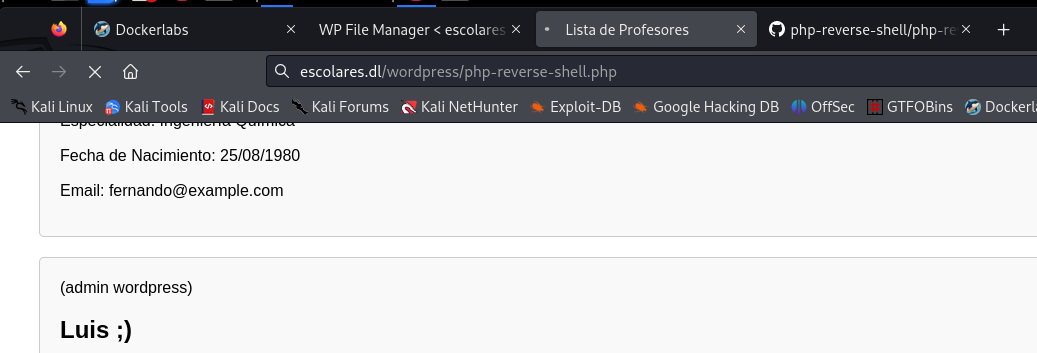 Dockerlabs
WP File Manager < escolares
Lista de Profesores
php-reverse-shell/php-re
escolares.dl/wordpress/php-reverse-shell.php
Kali Linux Kali Tools Kali Docs Kali Forums Kali NetHunter Exploit-DB Google Hacking DB OffSec GTFOBins Dockerla
Especialidad: Ingeniería Química
Fecha de Nacimiento: 25/08/1980
Email: fernando@example.com
(admin wordpress)
Luis ;)